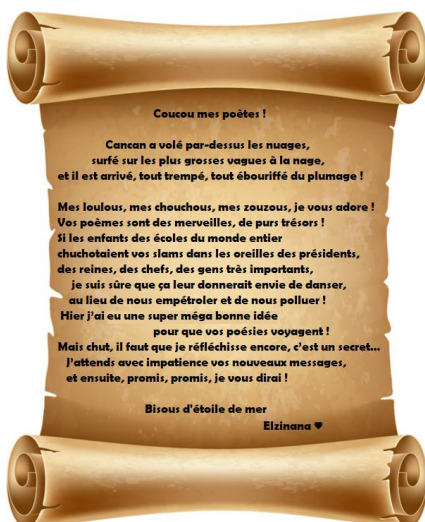 Coucou mes poètes !
Cancan a volé par-dessus les nuages,
surfé sur les plus grosses vagues à la nage,
et il est arrivé, tout trempé, tout ébouriffé du plumage !
Mes loulous, mes chouchous, mes zouzous, je vous adore !
Vos poèmes sont des merveilles, de purs trésors !
Si les enfants des écoles du monde entier
chuchotaient vos slams dans les oreilles des présidents,
des reines, des chefs, des gens très importants,
je suis sûre que ça leur donnerait envie de danser,
au lieu de nous empétroler et de nous polluer !
Hier j’ai eu une super méga bonne idée
pour que vos poésies voyagent !
Mais chut, il faut que je réfléchisse encore, c’est un secret...
J’attends avec impatience vos nouveaux messages,
et ensuite, promis, promis, je vous dirai !
Bisous d'étoile de mer
Elzinana ♥